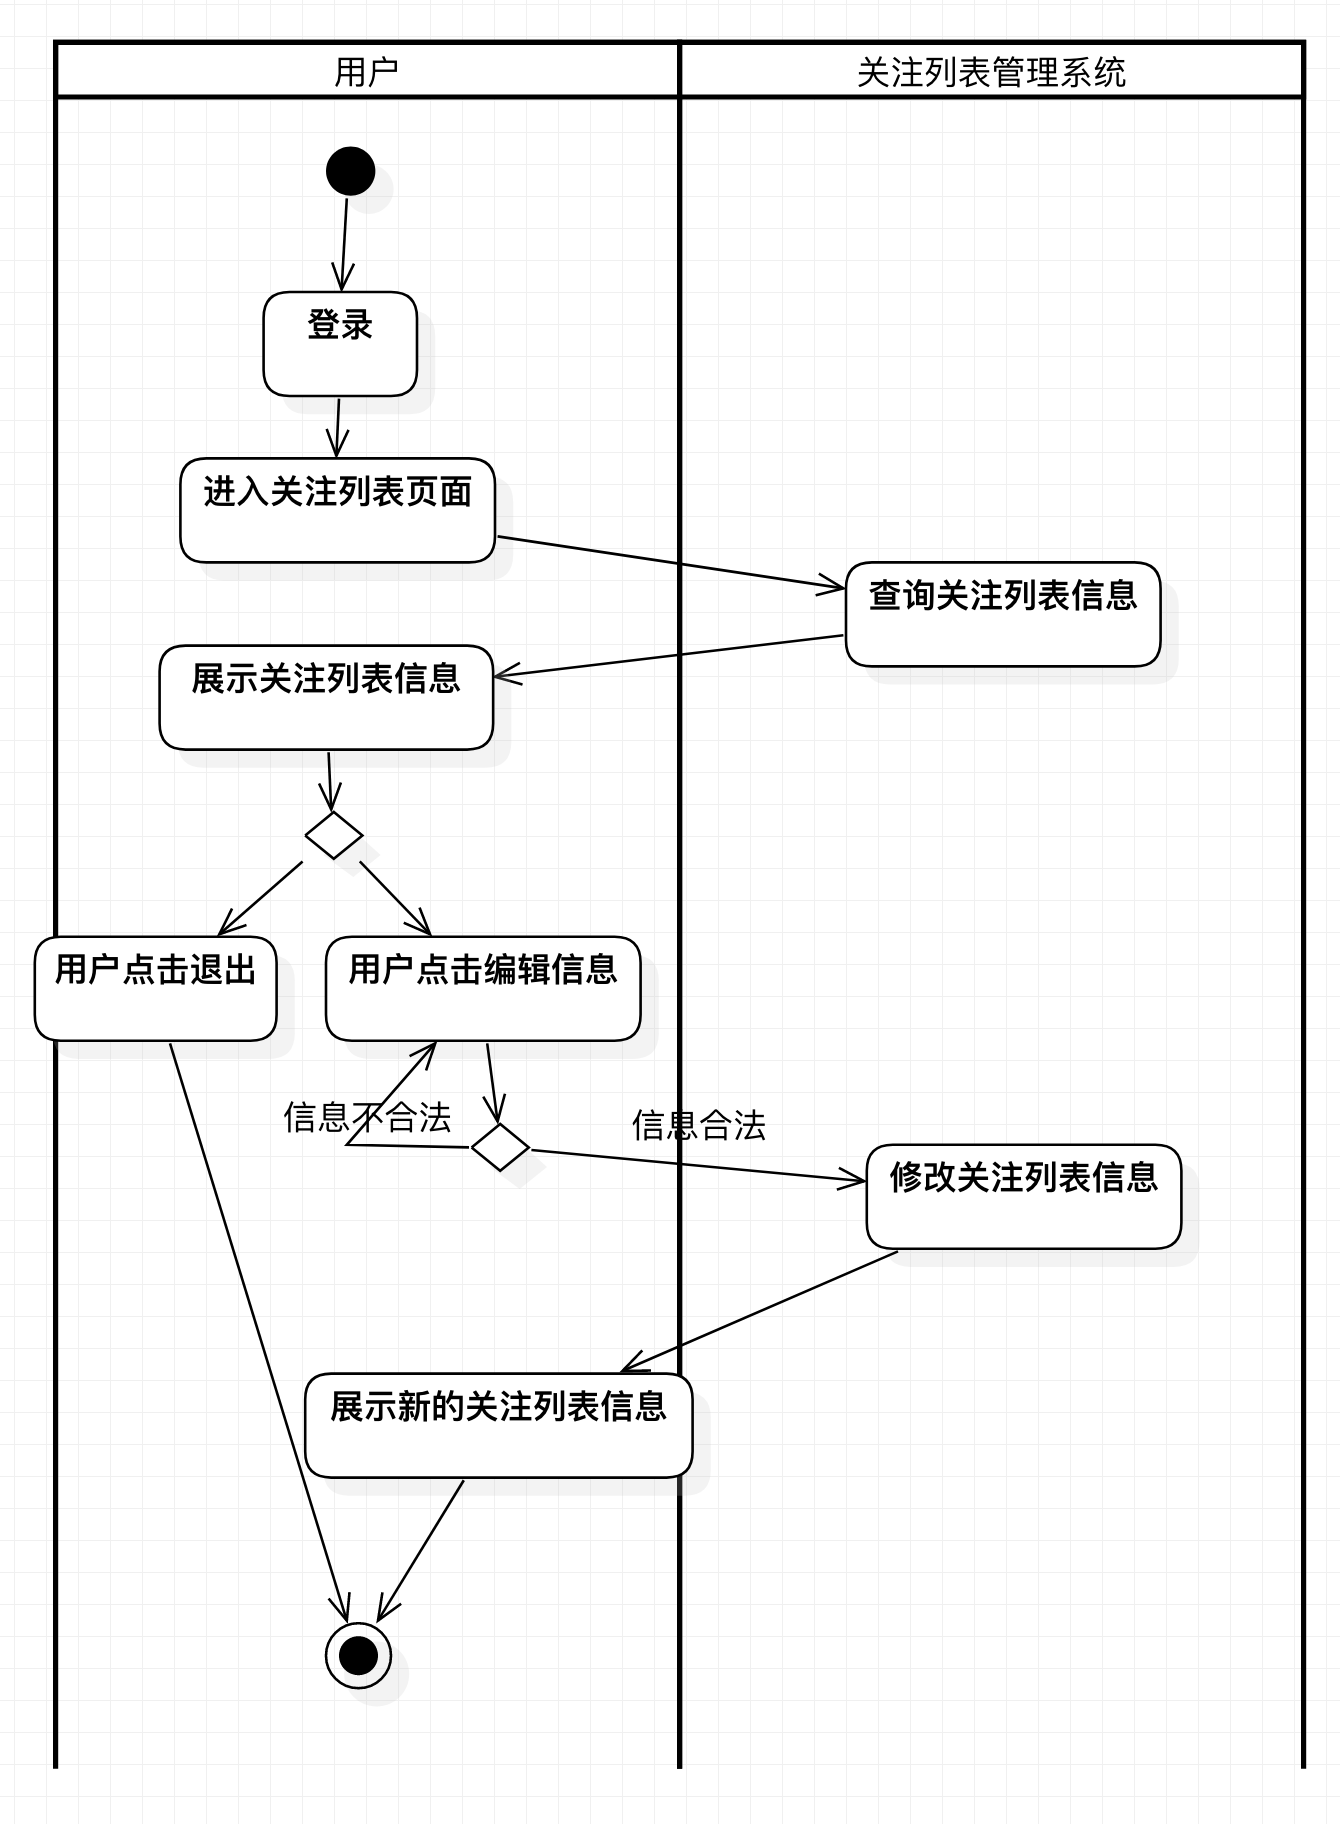 用户
关注列表管理系统
登录
进入关注列表页面
查询关注列表信息
展示关注列表信息
用户点击退出
用户点击编辑信息
信息不合法
信息合法
修改关注列表信息
展示新的关注列表信息